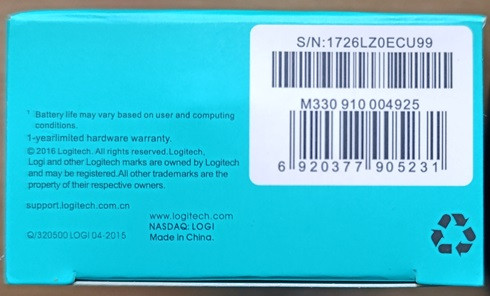 S/N:1726LZ0ECU99
M330 910 004925
6 920377 905231
¹ Battery life may vary based on user and computing
conditions.
1-yearlimited hardware warranty.
©2016 Logitech. All rights reserved.Logitech,
Logi and other Logitech marks are owned by Logitech
and may be registered.All other trademarks are the
property of their respective owners.
support.logitech.com.cn
www.logitech.com
NASDAQ: LOGI
Q/320500 LOGI 04-2015
Made in China.